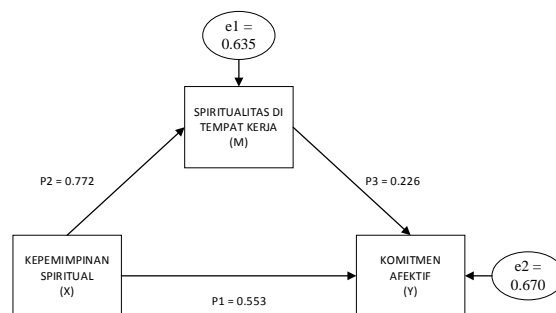 e1 =
0.635
SPIRITUALITAS DI
TEMPAT KERJA
(M)
P2 = 0.772
P3 = 0.226
KEPEMIMPINAN
SPIRITUAL
(X)
KOMITMEN
AFEKTIF
(Y)
e2 =
0.670
P1 = 0.553